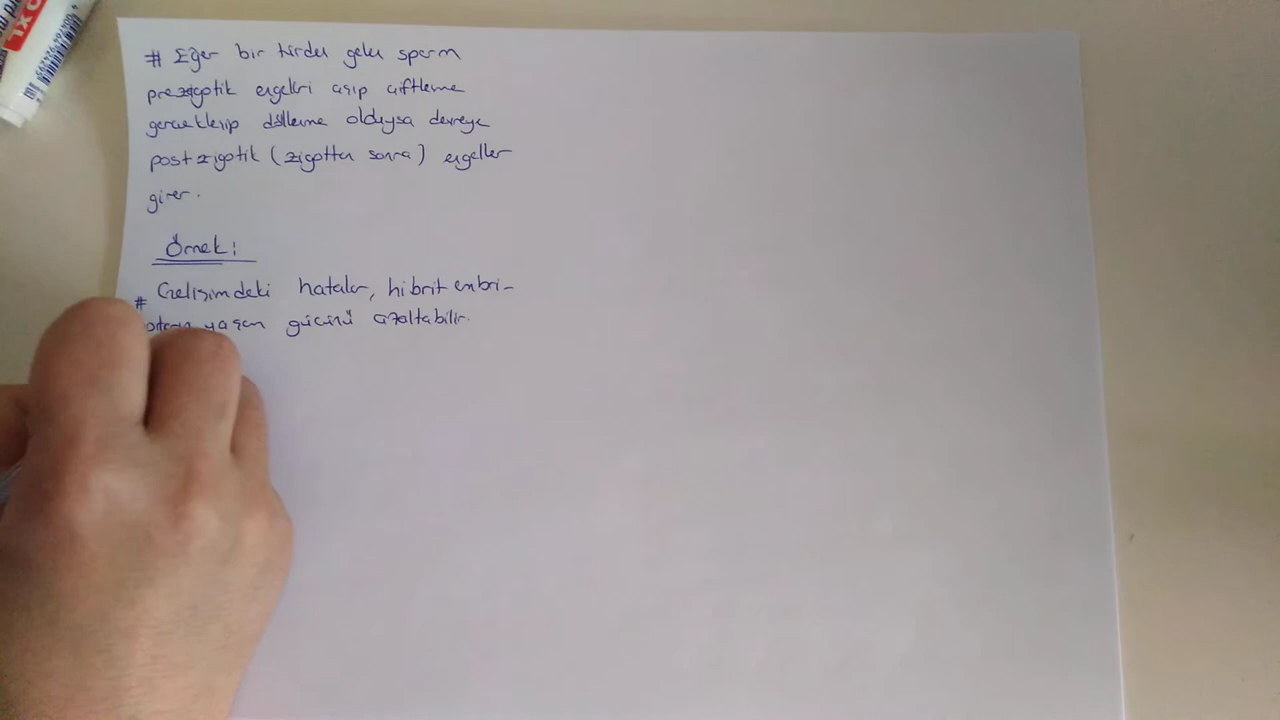 # Eğer bir türden gelen sperm
prezigotik engelleri aşıp çiftleşme
gerçekleşip döllenme olduysa devreye
postzigotik (zigottan sonra) engeller
girer.
Örnek:
# Gelişimdeki hatalar, hibrit embri-
yaşam gücünü azaltabilir.